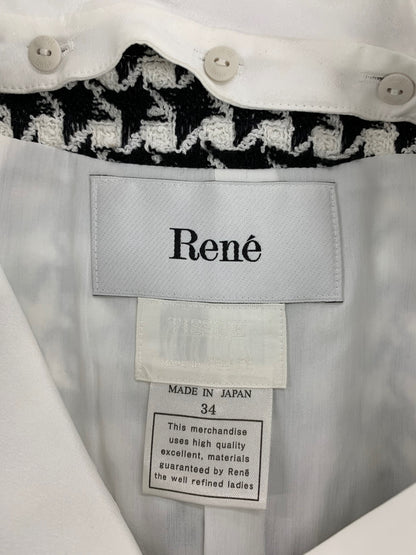 René
MADE IN JAPAN
34
This merchandise
uses high quality
excellent, materials
guaranteed by René
the well refined ladies